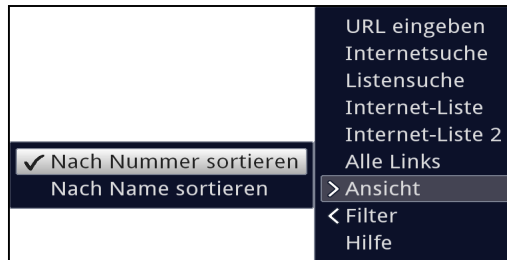 URL eingeben
Internetsuche
Listensuche
Internet-Liste
Internet-Liste 2
Alle Links
> Ansicht
< Filter
Hilfe
✓ Nach Nummer sortieren
Nach Name sortieren